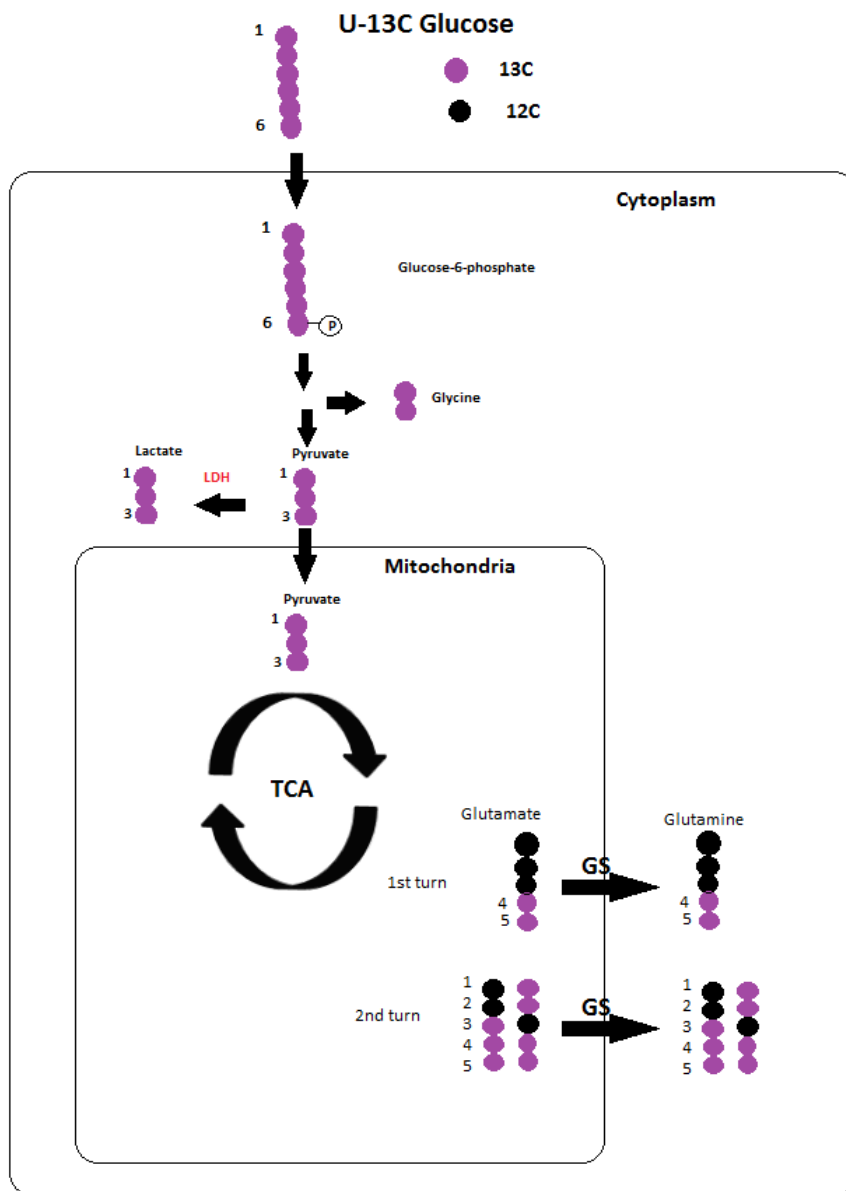 U-13C Glucose
1
13C
12C
6
Cytoplasm
1
Glucose-6-phosphate
6
P
Glycine
Lactate
Pyruvate
1
LDH
1
3
3
Mitochondria
Pyruvate
1
3
TCA
Glutamate
Glutamine
GS
1st turn
4
4
5
5
1
1
2
GS
2
2nd turn
3
3
4
4
5
5